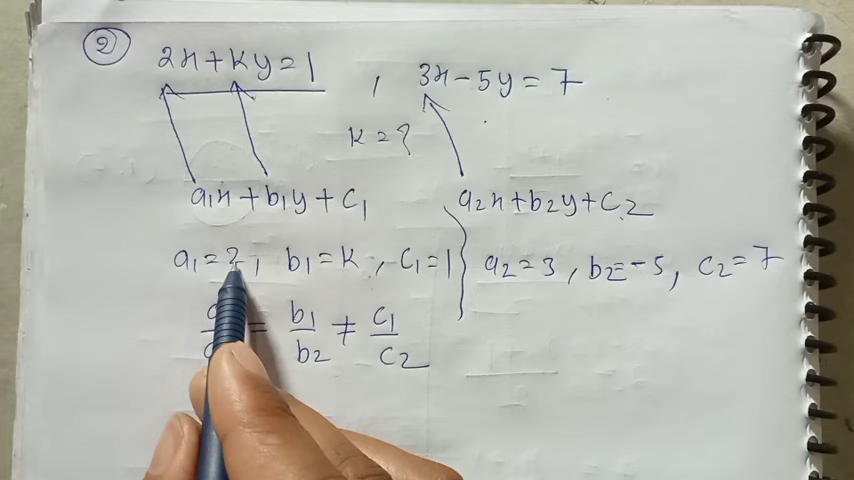 2
2x+ky=1 , 3x-5y=7
k=?
a₁x+b₁y+c₁ a₂x+b₂y+c₂
a₁=2, b₁=k, c₁=1 a₂=3, b₂=-5, c₂=7
= b₁/b₂ ≠ c₁/c₂